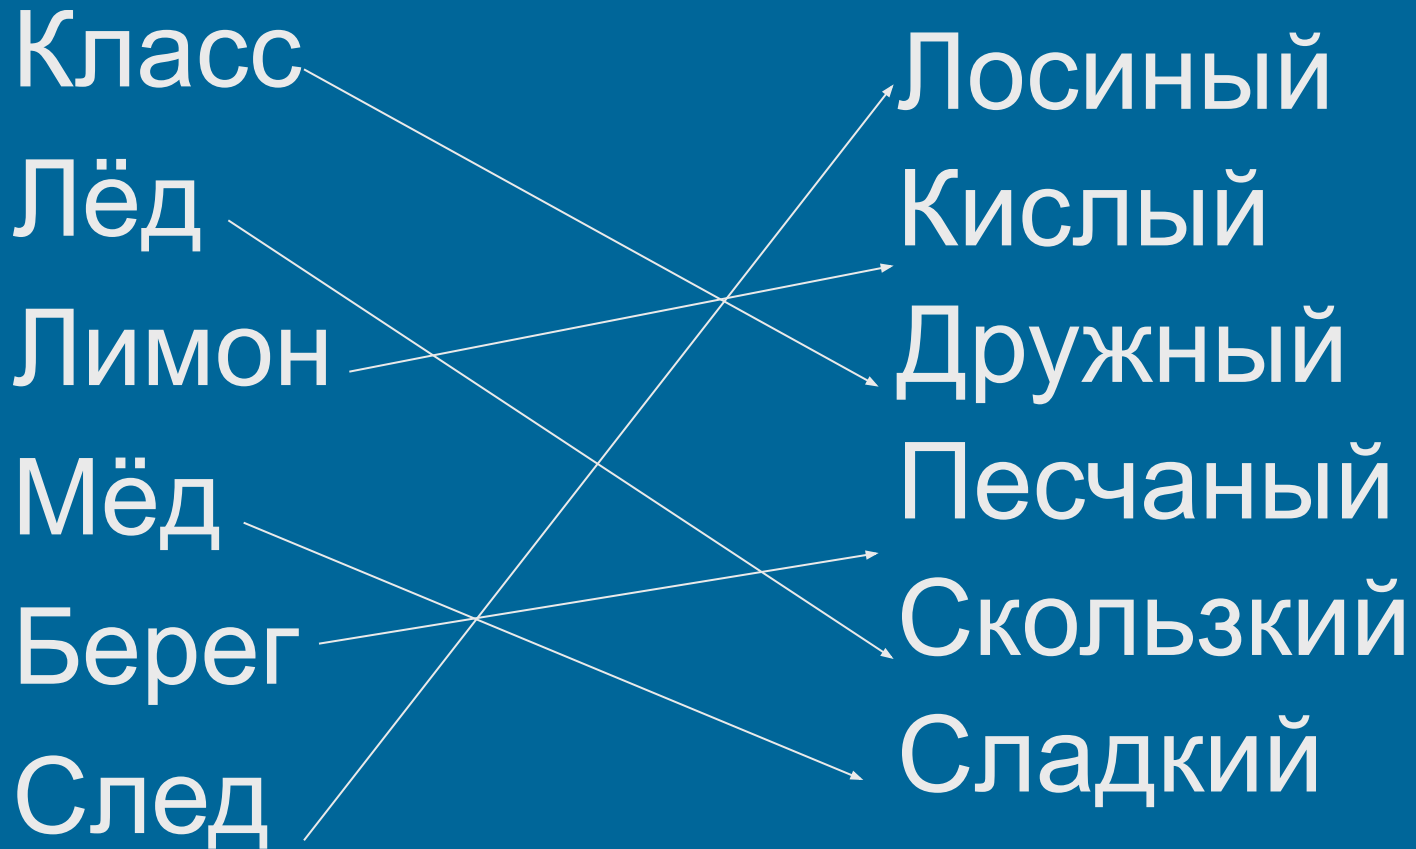 Класс
Лёд
Лимон
Мёд
Берег
След
Лосиный
Кислый
Дружный
Песчаный
Скользкий
Сладкий